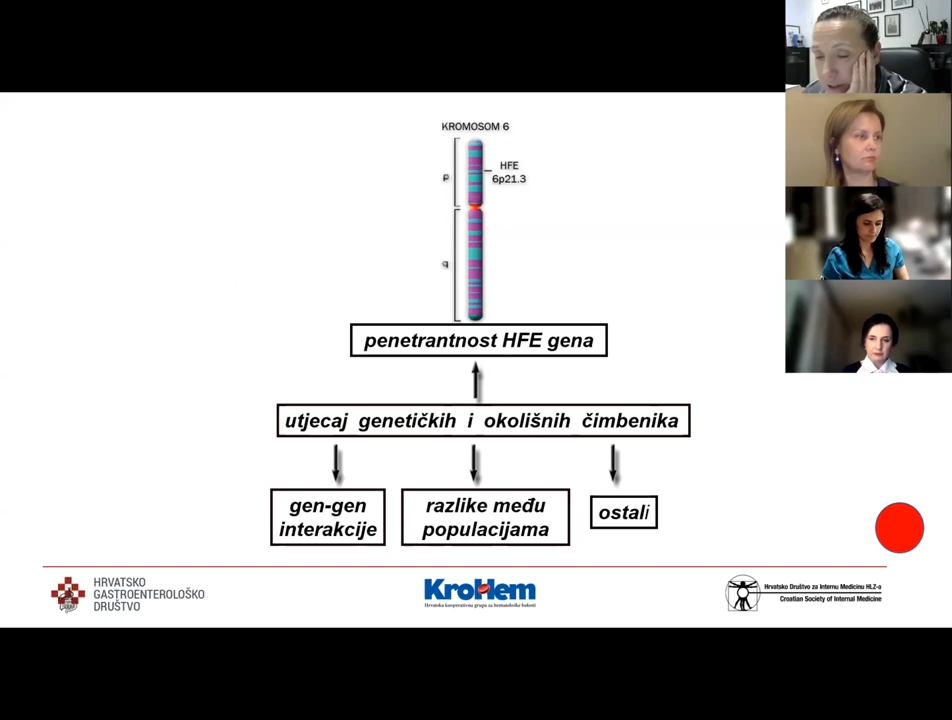 KROMOSOM 6
HFE
6p21.3
p
q
penetrantnost HFE gena
utjecaj genetičkih i okolišnih čimbenika
gen-gen
interakcije
razlike među
populacijama
ostali
HRVATSKO
GASTROENTEROLOŠKO
DRUŠTVO
KroHem
Hrvatska kooperativna grupa za hematološke bolesti
Hrvatsko Društvo za Internu Medicinu HLZ-a
Croatian Society of Internal Medicine